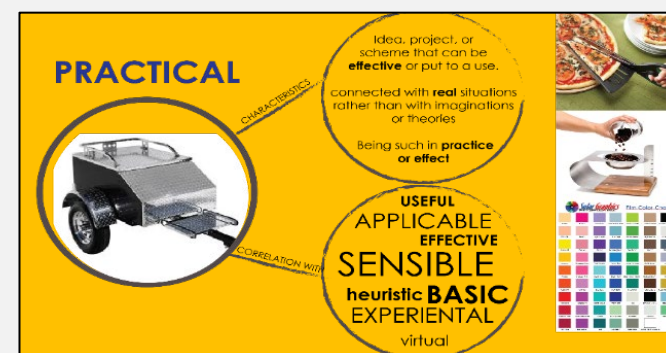 PRACTICAL
CHARACTERISTICS
Idea, project, or
scheme that can be
effective or put to a use.
connected with real situations
rather than with imaginations
or theories
Being such in practice
or effect
CORRELATION WITH
USEFUL
APPLICABLE
EFFECTIVE
SENSIBLE
heuristic BASIC
EXPERIENTAL
virtual